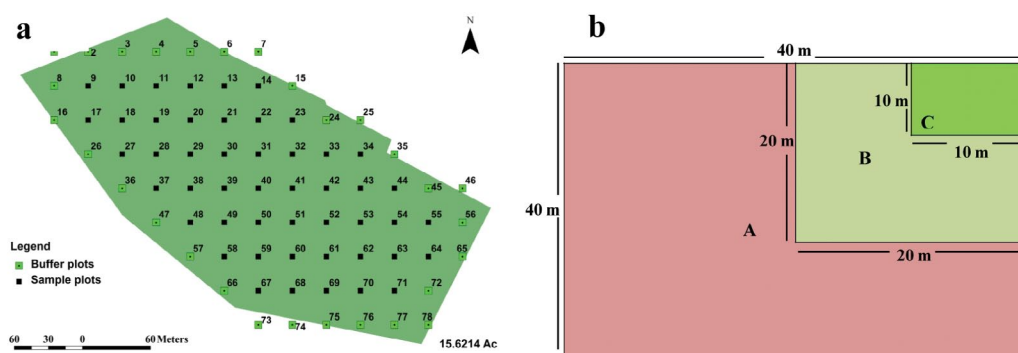 a
N
2 3 4 5 6 7
8 9 10 11 12 13 14 15
16 17 18 19 20 21 22 23 24 25
26 27 28 29 30 31 32 33 34 35
36 37 38 39 40 41 42 43 44 45 46
47 48 49 50 51 52 53 54 55 56
57 58 59 60 61 62 63 64 65
66 67 68 69 70 71 72
73 74 75 76 77 78
Legend
Buffer plots
Sample plots
60 30 0 60 Meters
15.6214 Ac
b
40 m
40 m
20 m
10 m
C
10 m
B
A
20 m